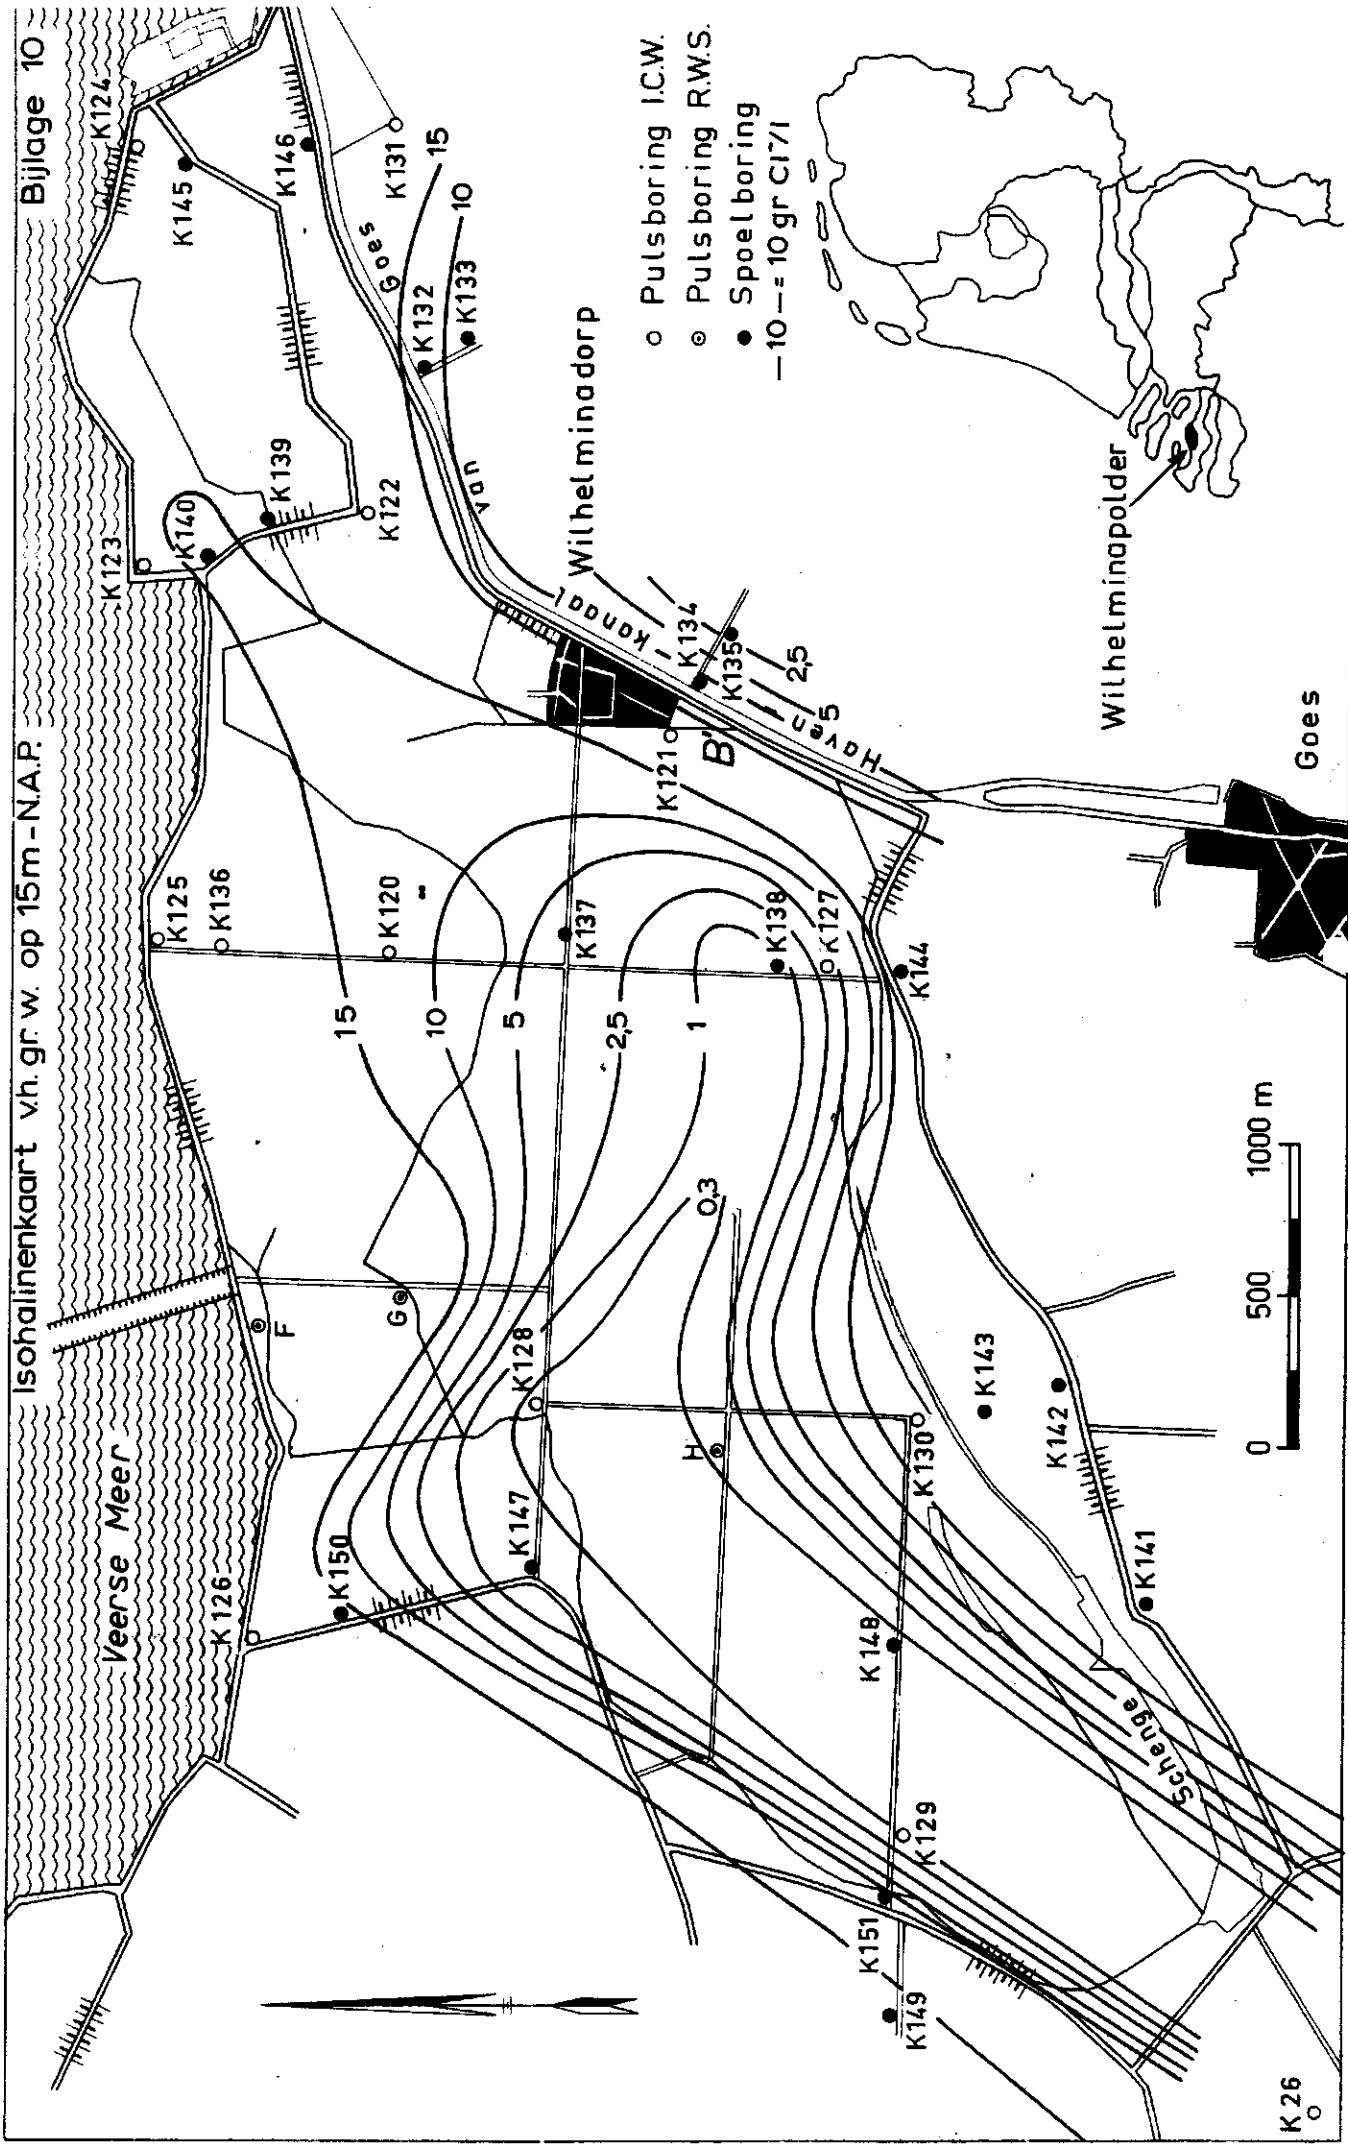 Isohalinenkaart v.h. gr. w. op 15m-N.A.P.
Bijlage 10
Veerse Meer
K126
K150
F
G
K125
K136
K120
K123
K140
K139
K122
K124
K145
K146
K131
15
10
Goes
K132
K133
van
15
10
5
2,5
1
0,3
K137
K138
K127
K144
K121
B'
Wilhelminadorp
kanaal
Haven
K134
K135
2,5
5
K128
K147
H
K130
K143
K142
K141
K148
K129
K151
K149
K26
Schenge
0 500 1000 m
Goes
Wilhelminapolder
○ Pulsboring I.C.W.
⊙ Pulsboring R.W.S.
● Spoelboring
—10—= 10 gr Cl⁻/l